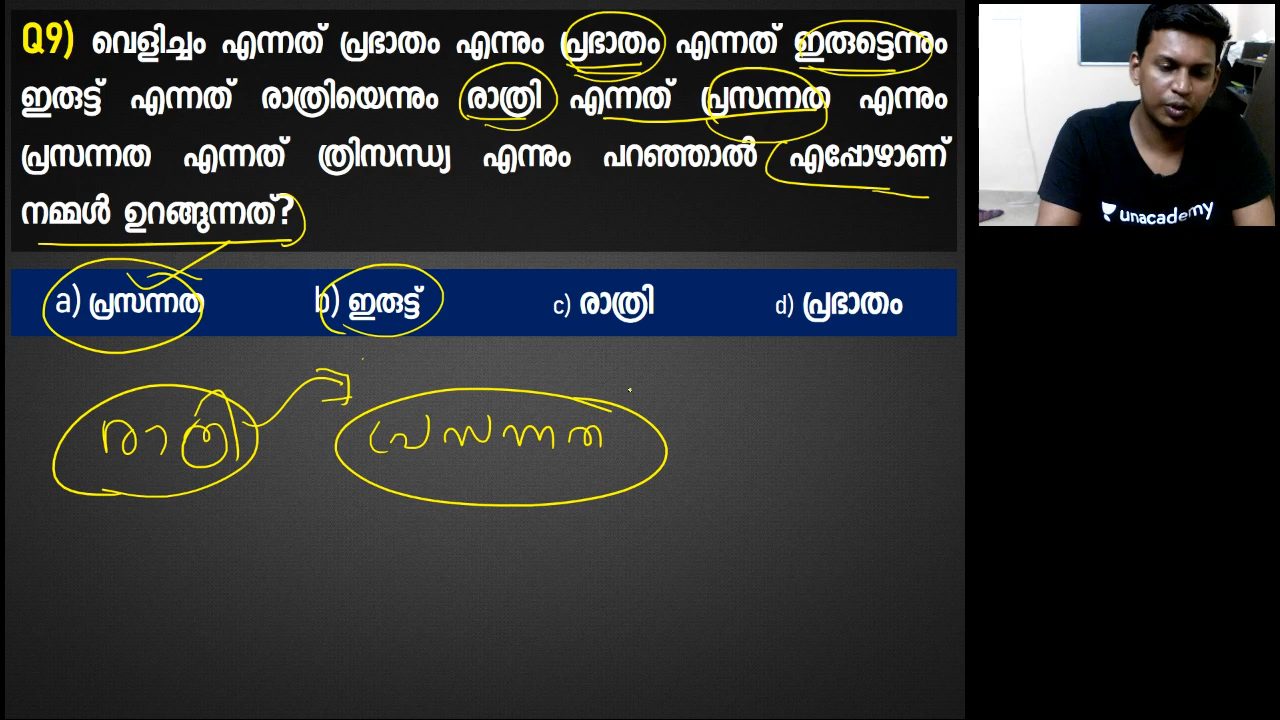 Q9) വെളിച്ചം എന്നത് പ്രഭാതം എന്നും പ്രഭാതം എന്നത് ഇരുട്ടെന്നും
ഇരുട്ട് എന്നത് രാത്രിയെന്നും രാത്രി എന്നത് പ്രസന്നത എന്നും
പ്രസന്നത എന്നത് ത്രിസന്ധ്യ എന്നും പറഞ്ഞാൽ എപ്പോഴാണ്
നമ്മൾ ഉറങ്ങുന്നത്?
a) പ്രസന്നത b) ഇരുട്ട് c) രാത്രി d) പ്രഭാതം
രാത്രി പ്രസന്നത
unacademy